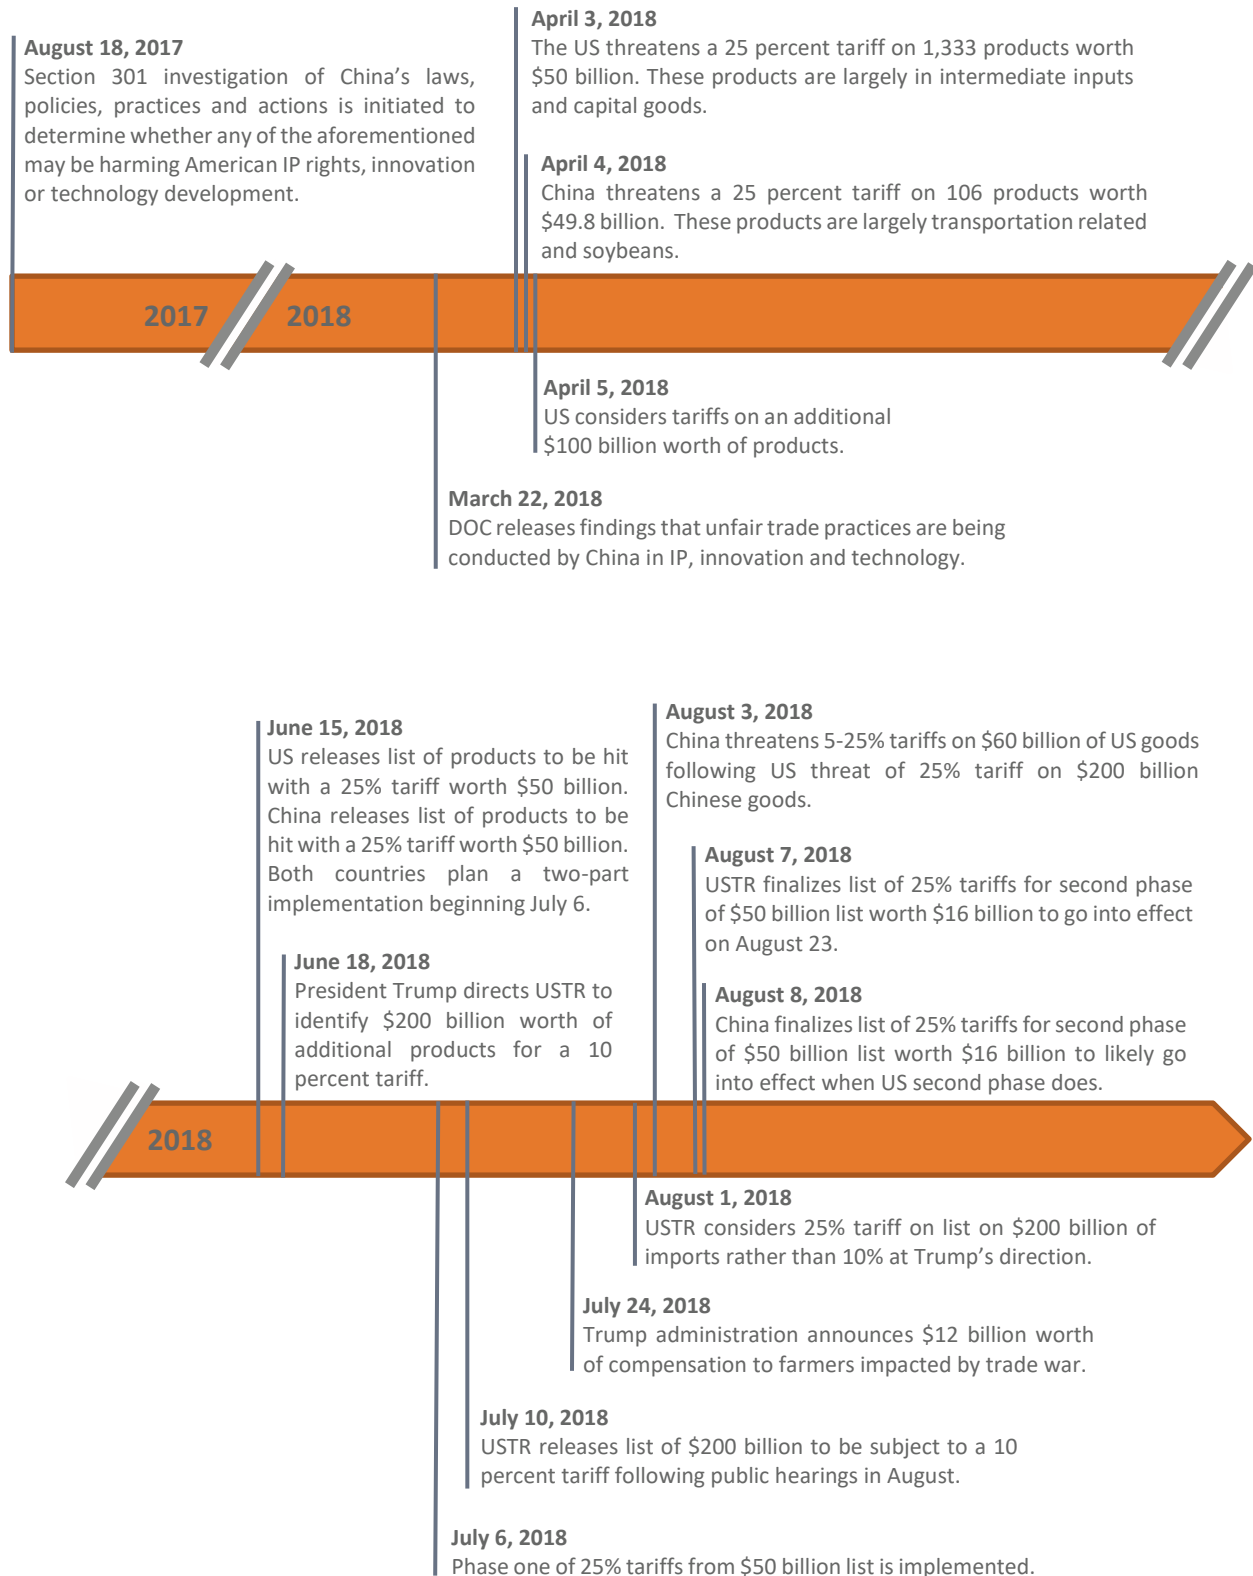 April 3, 2018
The US threatens a 25 percent tariff on 1,333 products worth
$50 billion. These products are largely in intermediate inputs
and capital goods.
August 18, 2017
Section 301 investigation of China's laws,
policies, practices and actions is initiated to
determine whether any of the aforementioned
may be harming American IP rights, innovation
or technology development.
April 4, 2018
China threatens a 25 percent tariff on 106 products worth
$49.8 billion. These products are largely transportation related
and soybeans.
2017
2018
April 5, 2018
US considers tariffs on an additional
$100 billion worth of products.
March 22, 2018
DOC releases findings that unfair trade practices are being
conducted by China in IP, innovation and technology.
June 15, 2018
US releases list of products to be hit
with a 25% tariff worth $50 billion.
China releases list of products to be
hit with a 25% tariff worth $50 billion.
Both countries plan a two-part
implementation beginning July 6.
August 3, 2018
China threatens 5-25% tariffs on $60 billion of US goods
following US threat of 25% tariff on $200 billion
Chinese goods.
August 7, 2018
USTR finalizes list of 25% tariffs for second phase
of $50 billion list worth $16 billion to go into effect
on August 23.
June 18, 2018
President Trump directs USTR to
identify $200 billion worth of
additional products for a 10
percent tariff.
August 8, 2018
China finalizes list of 25% tariffs for second phase
of $50 billion list worth $16 billion to likely go
into effect when US second phase does.
2018
August 1, 2018
USTR considers 25% tariff on list on $200 billion of
imports rather than 10% at Trump's direction.
July 24, 2018
Trump administration announces $12 billion worth
of compensation to farmers impacted by trade war.
July 10, 2018
USTR releases list of $200 billion to be subject to a 10
percent tariff following public hearings in August.
July 6, 2018
Phase one of 25% tariffs from $50 billion list is implemented.